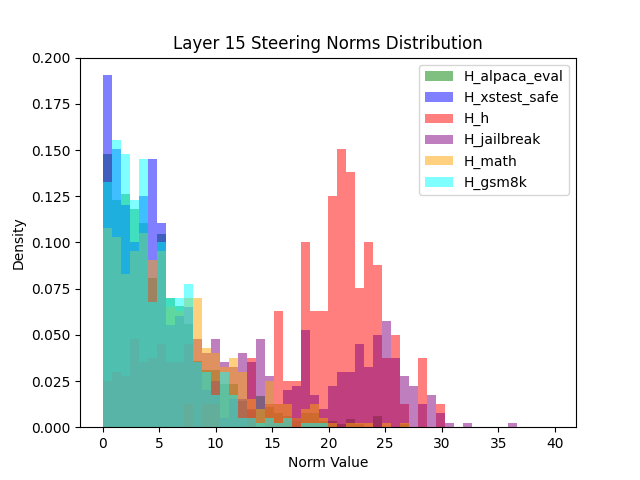 Layer 15 Steering Norms Distribution
0.200
0.175
0.150
0.125
0.100
0.075
0.050
0.025
0.000
Density
H_alpaca_eval
H_xstest_safe
H_h
H_jailbreak
H_math
H_gsm8k
0 5 10 15 20 25 30 35 40
Norm Value